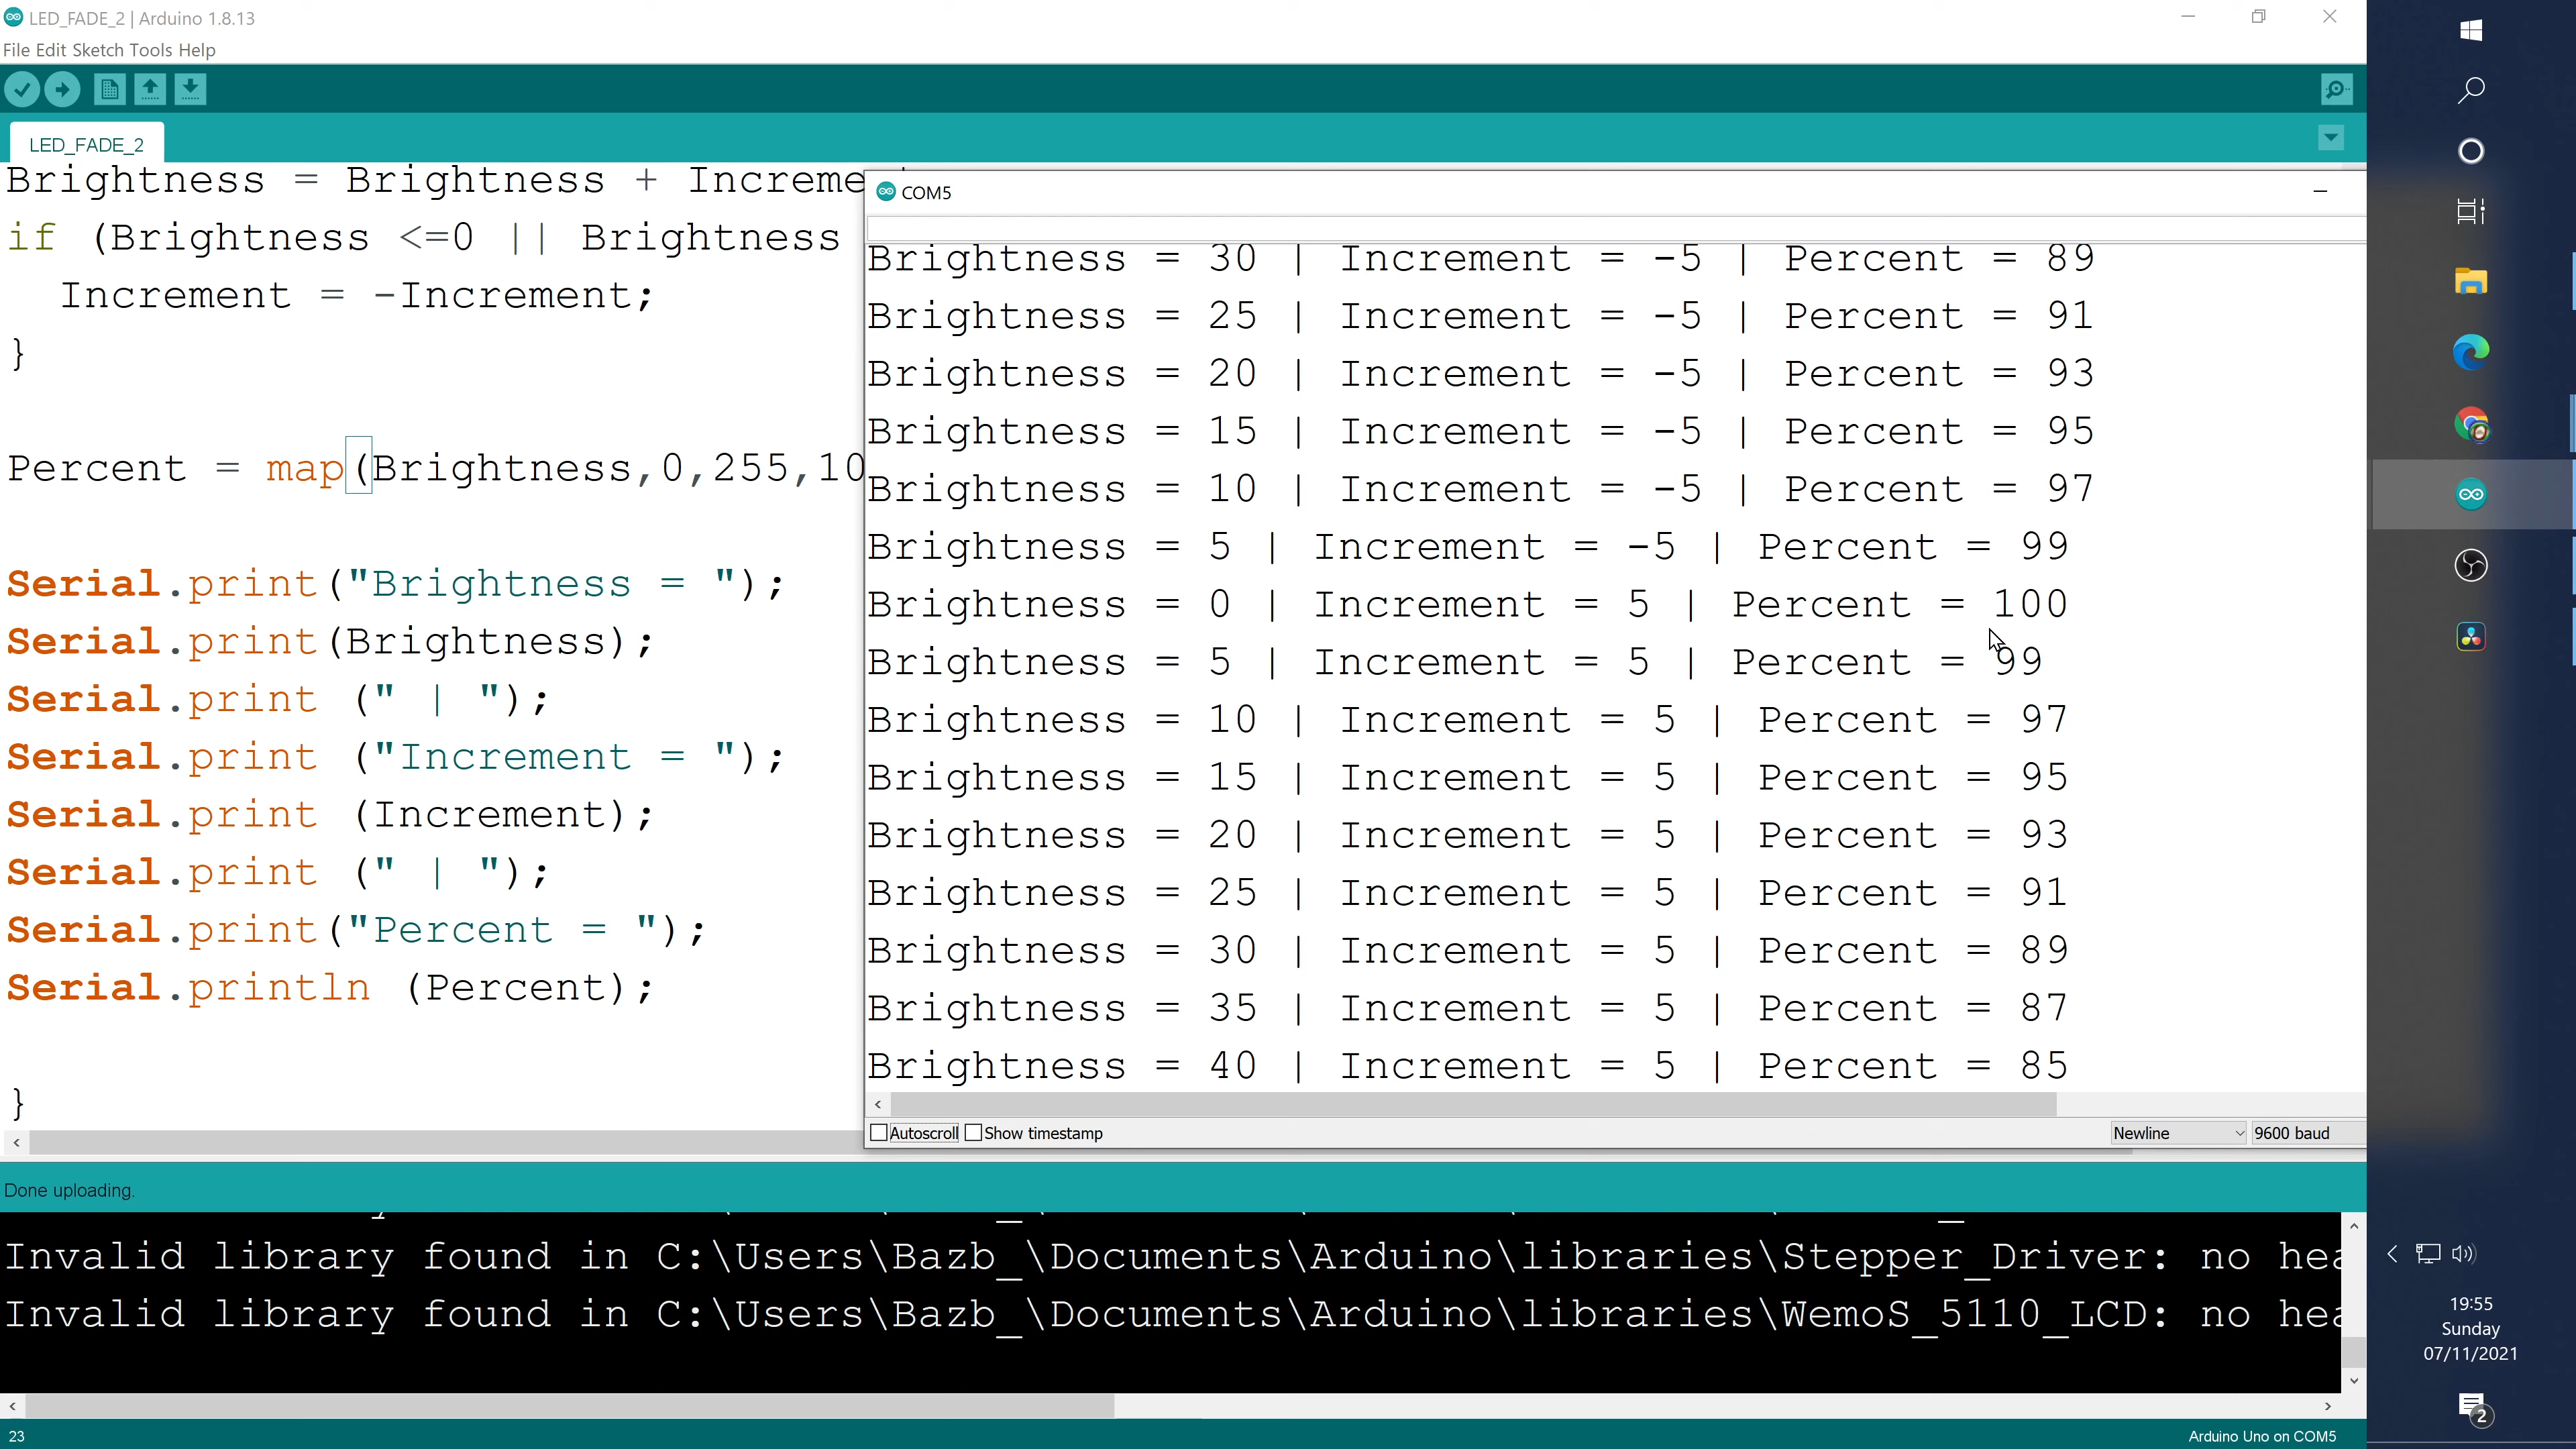 LED_FADE_2 | Arduino 1.8.13
File Edit Sketch Tools Help
LED_FADE_2
Brightness = Brightness +
if (Brightness <=0 || Brightness
Increment = -Increment;
}
Percent = map(Brightness,0,255,10
Serial.print("Brightness = ");
Serial.print(Brightness);
Serial.print (" | ");
Serial.print ("Increment = ");
Serial.print (Increment);
Serial.print (" | ");
Serial.print("Percent = ");
Serial.println (Percent);
}
COM5
Brightness = 30 | Increment = -5 | Percent = 89
Brightness = 25 | Increment = -5 | Percent = 91
Brightness = 20 | Increment = -5 | Percent = 93
Brightness = 15 | Increment = -5 | Percent = 95
Brightness = 10 | Increment = -5 | Percent = 97
Brightness = 5 | Increment = -5 | Percent = 99
Brightness = 0 | Increment = 5 | Percent = 100
Brightness = 5 | Increment = 5 | Percent = 99
Brightness = 10 | Increment = 5 | Percent = 97
Brightness = 15 | Increment = 5 | Percent = 95
Brightness = 20 | Increment = 5 | Percent = 93
Brightness = 25 | Increment = 5 | Percent = 91
Brightness = 30 | Increment = 5 | Percent = 89
Brightness = 35 | Increment = 5 | Percent = 87
Brightness = 40 | Increment = 5 | Percent = 85
Autoscroll Show timestamp Newline 9600 baud
Done uploading.
Invalid library found in C:\Users\Bazb_\Documents\Arduino\libraries\Stepper_Driver: no
Invalid library found in C:\Users\Bazb_\Documents\Arduino\libraries\WemoS_5110_LCD: no
23
Arduino Uno on COM5
19:55
Sunday
07/11/2021
2